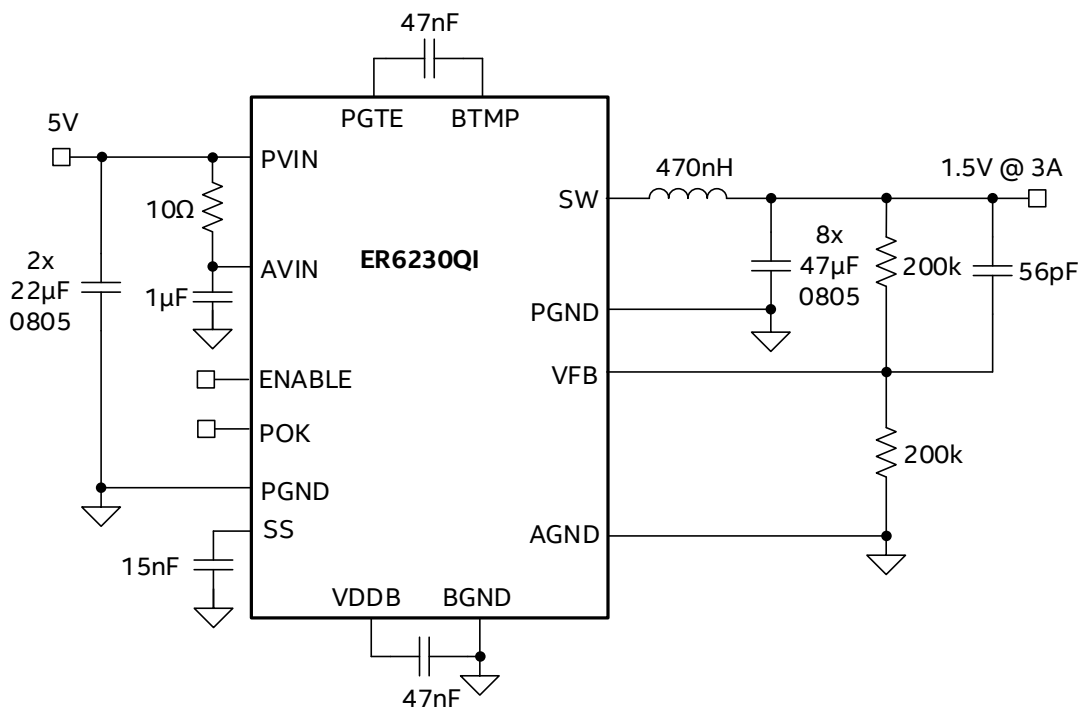 47nF
PGTE
BTMP
5V
PVIN
10Ω
AVIN
1µF
2x
22µF
0805
ER6230QI
ENABLE
POK
PGND
SS
15nF
VDDB
BGND
47nF
SW
470nH
1.5V @ 3A
8x
47µF
0805
200k
56pF
PGND
VFB
200k
AGND